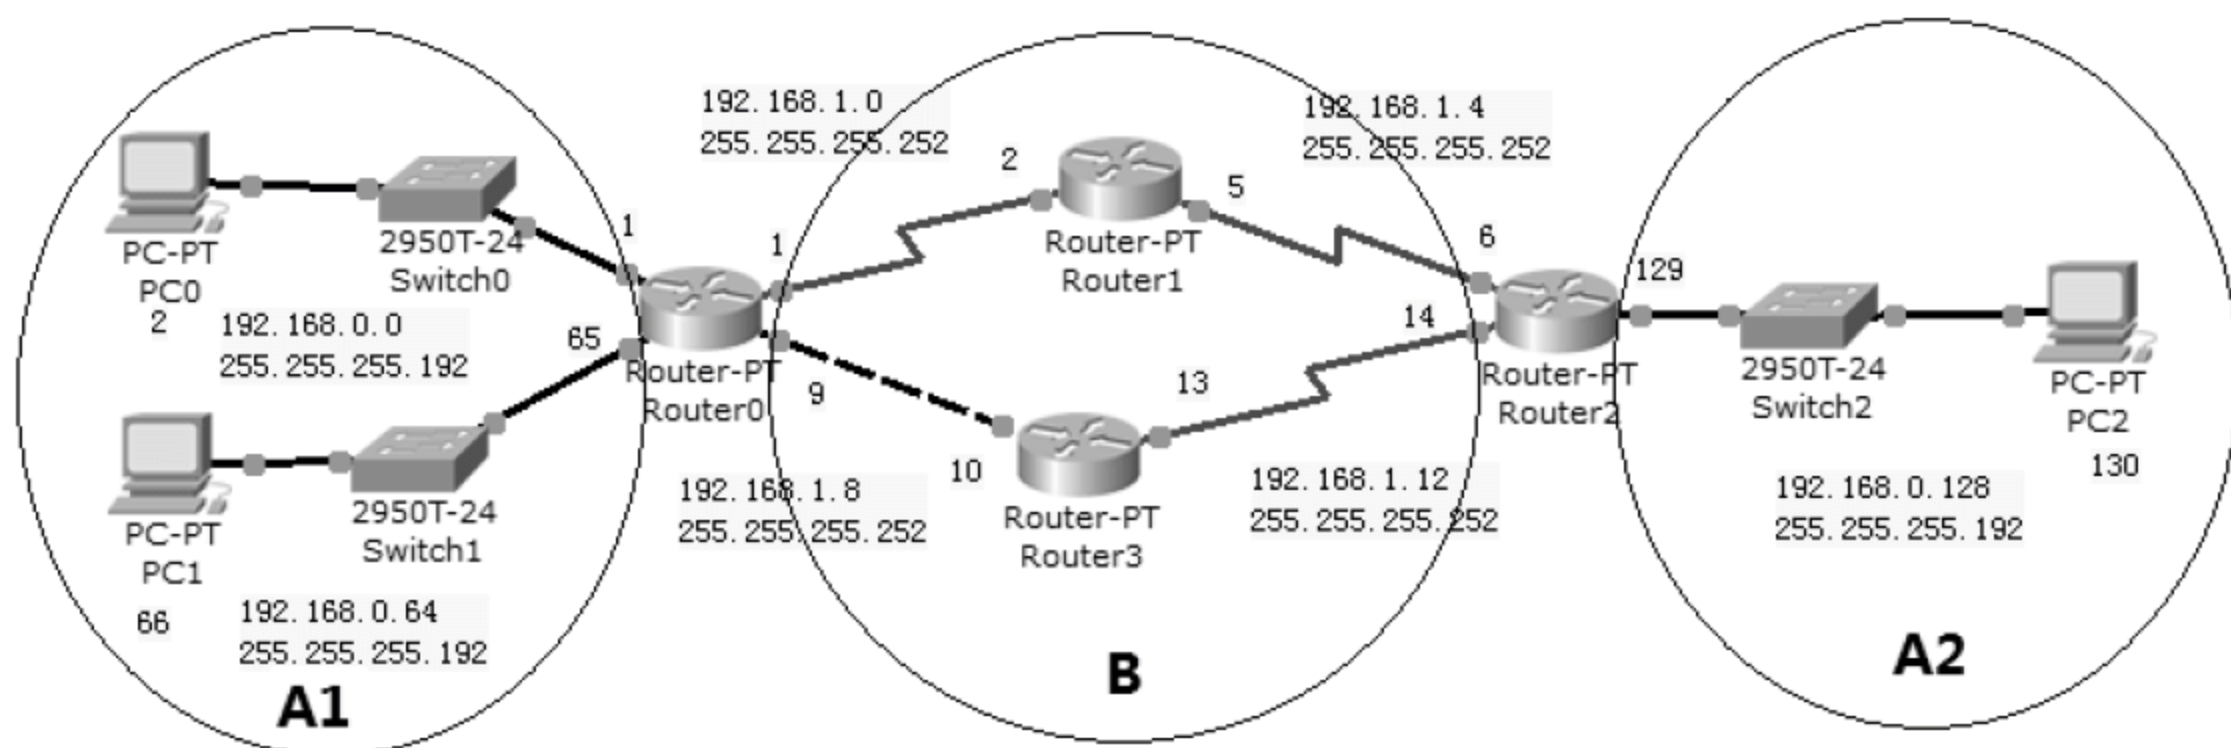 PC-PT
PC0
2
2950T-24
Switch0
192.168.0.0
255.255.255.192
1
65
PC-PT
PC1
66
2950T-24
Switch1
192.168.0.64
255.255.255.192
A1
Router-PT
Router0
1
9
192.168.1.0
255.255.255.252
2
Router-PT
Router1
5
192.168.1.4
255.255.255.252
6
192.168.1.8
255.255.255.252
10
Router-PT
Router3
13
192.168.1.12
255.255.255.252
14
B
Router-PT
Router2
129
2950T-24
Switch2
PC-PT
PC2
130
192.168.0.128
255.255.255.192
A2